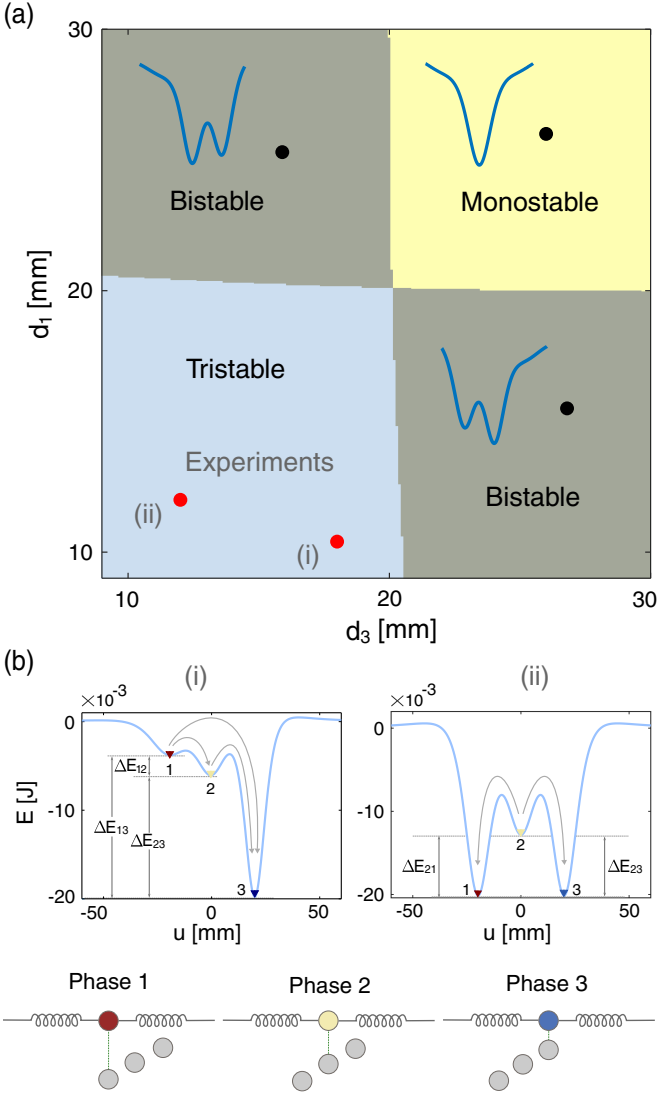 (a)
30
Bistable
Monostable
20
d₁ [mm]
Tristable
Experiments
(ii)
Bistable
(i)
10
10
20
30
d₃ [mm]
(b)
(i)
(ii)
×10⁻³
×10⁻³
0
0
1
ΔE₁₂
2
E [J]
-10
-10
ΔE₁₃
ΔE₂₃
2
ΔE₂₁
ΔE₂₃
3
1
3
-20
-20
-50
0
50
-50
0
50
u [mm]
u [mm]
Phase 1
Phase 2
Phase 3